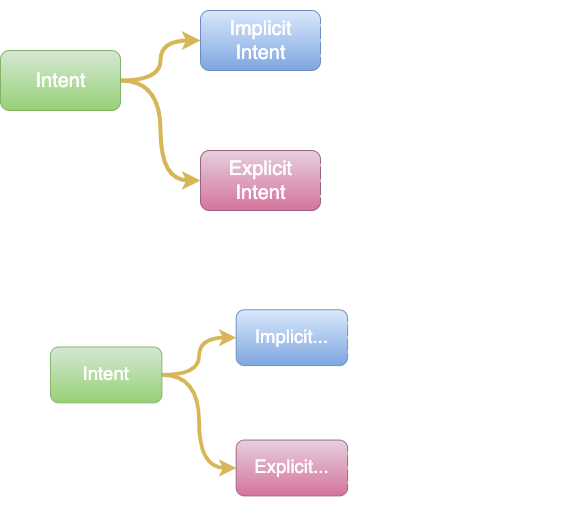 Implicit
Intent
Intent
Explicit
Intent
Implicit...
Intent
Explicit...